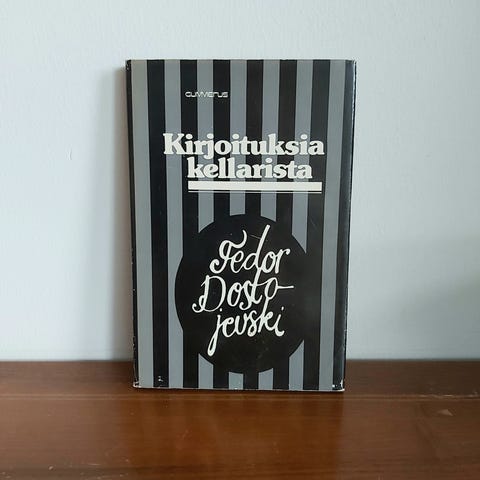 GUMMERUS
Kirjoituksia
kellarista
Fedor
Dosto-
jevski